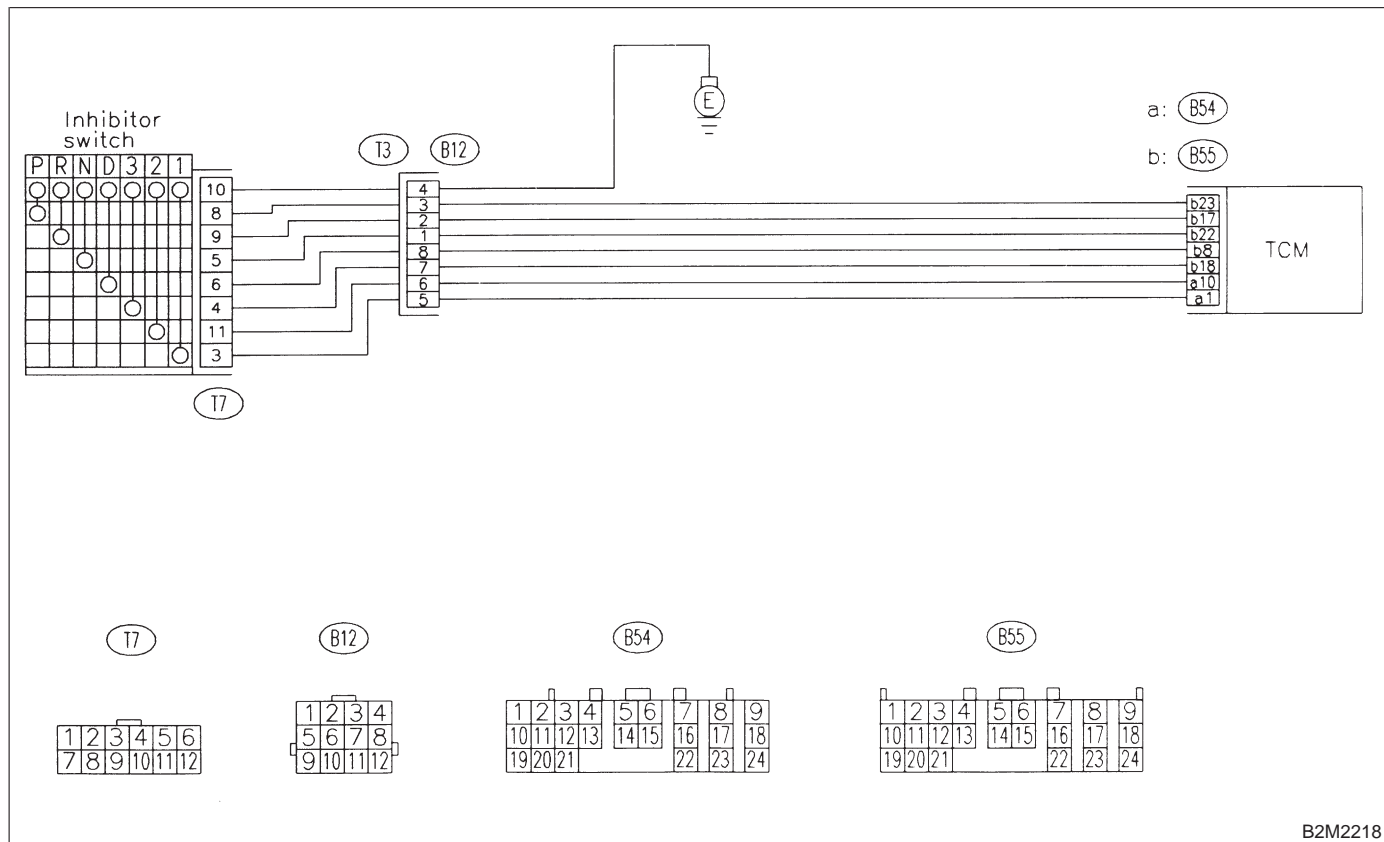 Inhibitor
switch
P R N D 3 2 1
10
8
9
5
6
4
11
3
T7
T3 B12
4
3
2
1
8
7
6
5
E
a: B54
b: B55
b23
b17
b22
b8
b18
a10
a1
TCM
T7
1 2 3 4 5 6
7 8 9 10 11 12
B12
1 2 3 4
5 6 7 8
9 10 11 12
B54
1 2 3 4 5 6 7 8 9
10 11 12 13 14 15 16 17 18
19 20 21 22 23 24
B55
1 2 3 4 5 6 7 8 9
10 11 12 13 14 15 16 17 18
19 20 21 22 23 24
B2M2218